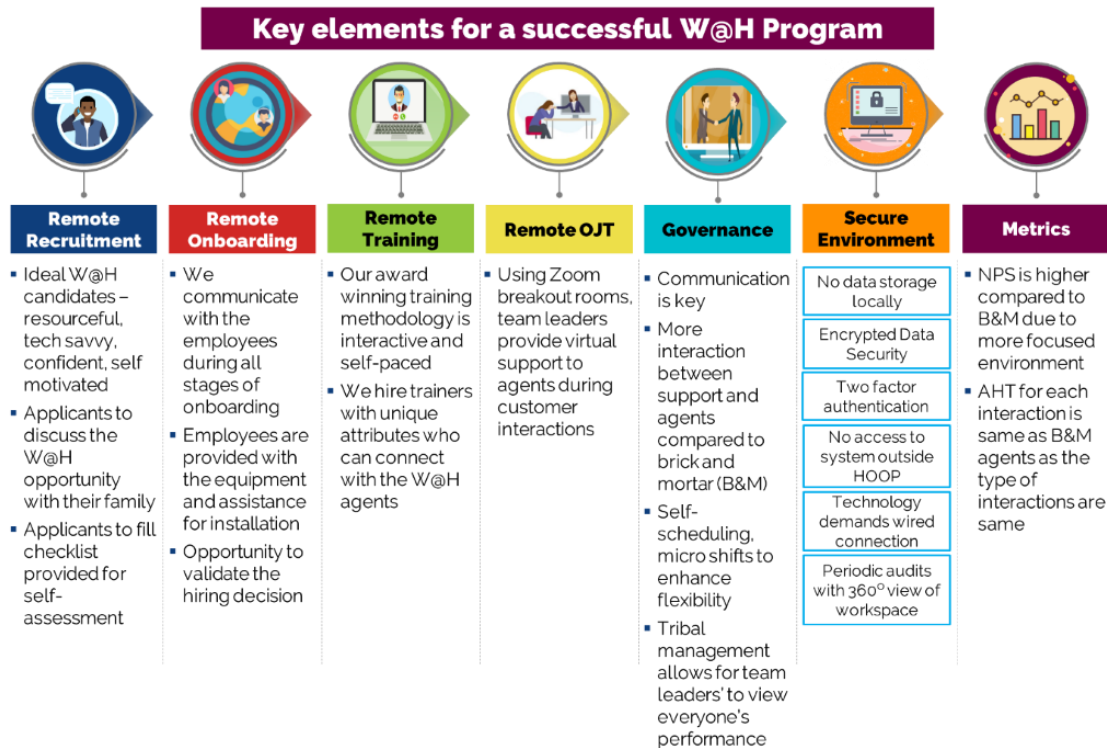 Key elements for a successful W@H Program
Remote
Recruitment
▪ Ideal W@H
candidates –
resourceful,
tech savvy,
confident, self
motivated
▪ Applicants to
discuss the
W@H
opportunity
with their family
▪ Applicants to fill
checklist
provided for
self-
assessment
Remote
Onboarding
▪ We
communicate
with the
employees
during all
stages of
onboarding
▪ Employees are
provided with
the equipment
and assistance
for installation
▪ Opportunity to
validate the
hiring decision
Remote
Training
▪ Our award
winning training
methodology is
interactive and
self-paced
▪ We hire trainers
with unique
attributes who
can connect
with the W@H
agents
Remote OJT
▪ Using Zoom
breakout rooms,
team leaders
provide virtual
support to
agents during
customer
interactions
Governance
▪ Communication
is key
▪ More
interaction
between
support and
agents
compared to
brick and
mortar (B&M)
▪ Self-
scheduling,
micro shifts to
enhance
flexibility
▪ Tribal
management
allows for team
leaders' to view
everyone's
performance
Secure
Environment
No data storage
locally
Encrypted Data
Security
Two factor
authentication
No access to
system outside
HOOP
Technology
demands wired
connection
Periodic audits
with 360° view of
workspace
Metrics
▪ NPS is higher
compared to
B&M due to
more focused
environment
▪ AHT for each
interaction is
same as B&M
agents as the
type of
interactions are
same